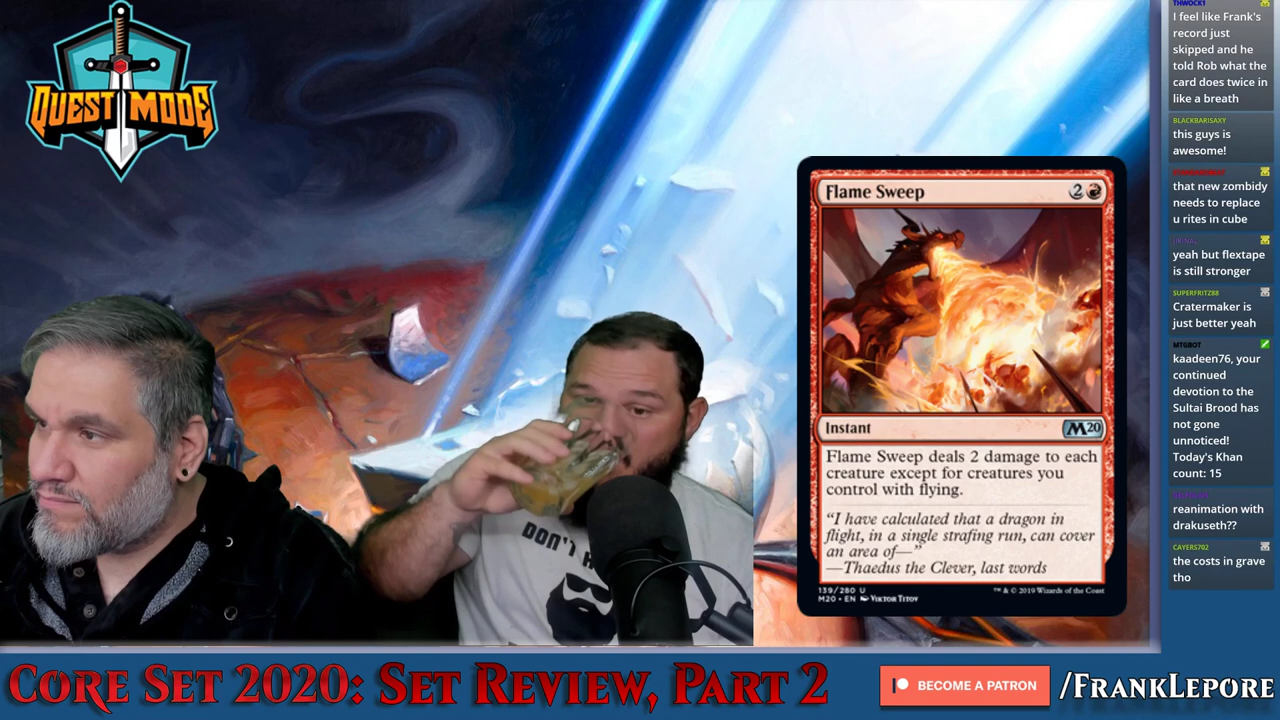 QUEST MODE
DON'T H
Flame Sweep
2
Instant
M20
Flame Sweep deals 2 damage to each
creature except for creatures you
control with flying.
“I have calculated that a dragon in
flight, in a single strafing run, can cover
an area of—”
—Thaedus the Clever, last words
139/280 U
M20 • EN Viktor Titov
™ & © 2019 Wizards of the Coast
THWOCK1
I feel like Frank's
record just
skipped and he
told Rob what the
card does twice in
like a breath
BLACKBARISAXY
this guys is
awesome!
that new zombidy
needs to replace
u rites in cube
yeah but flextape
is still stronger
SUPERFRITZ88
Cratermaker is
just better yeah
MTGBOT
kaadeen76, your
continued
devotion to the
Sultai Brood has
not gone
unnoticed!
Today's Khan
count: 15
reanimation with
drakuseth??
CAYERS702
the costs in grave
tho
Core Set 2020: Set Review, Part 2
BECOME A PATRON
/FrankLepore